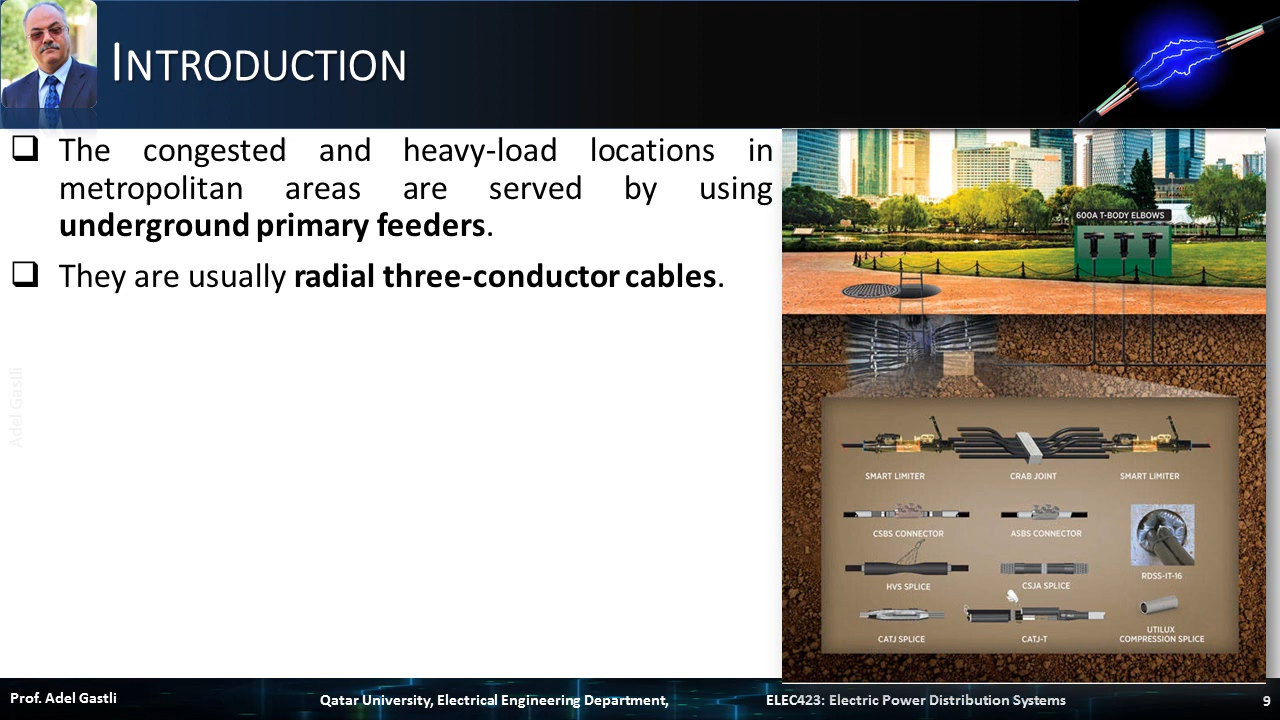 INTRODUCTION
❑ The congested and heavy-load locations in
metropolitan areas are served by using
underground primary feeders.
❑ They are usually radial three-conductor cables.
Adel Gastli
600A T-BODY ELBOWS
SMART LIMITER
CRAB JOINT
SMART LIMITER
CSBS CONNECTOR
ASBS CONNECTOR
RDSS-IT-16
HVS SPLICE
CSJA SPLICE
CATJ SPLICE
CATJ-T
UTILUX
COMPRESSION SPLICE
Prof. Adel Gastli
Qatar University, Electrical Engineering Department,
ELEC423: Electric Power Distribution Systems
9